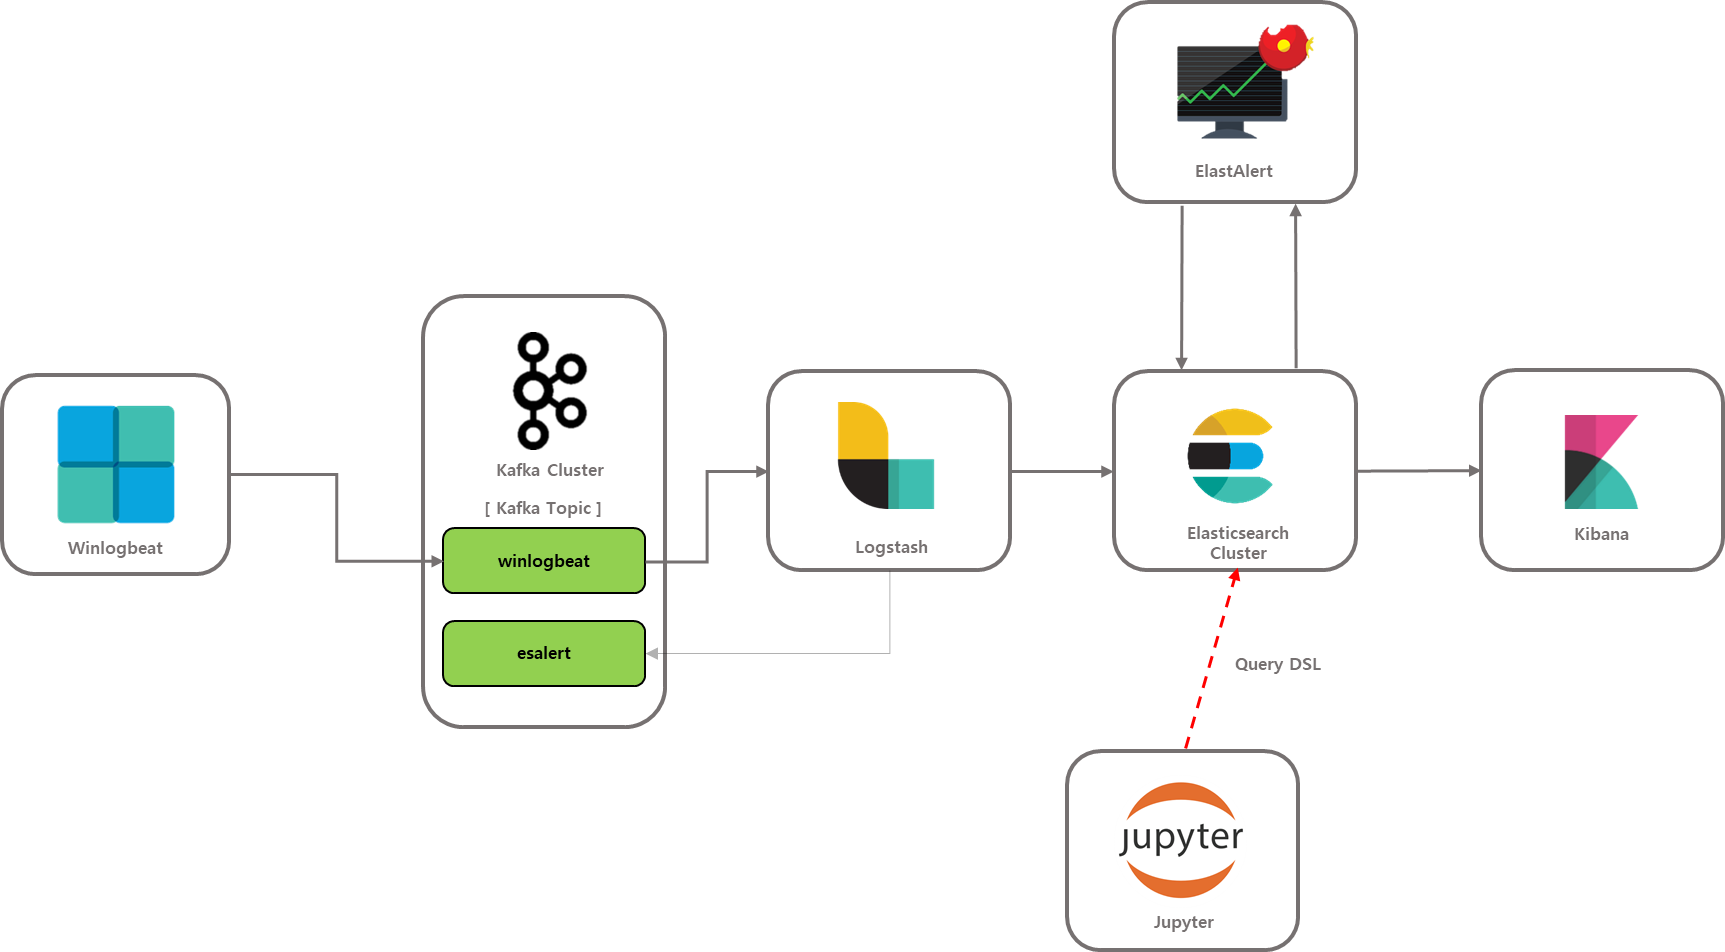 ElastAlert
Winlogbeat
Kafka Cluster
[ Kafka Topic ]
winlogbeat
esalert
Logstash
Elasticsearch
Cluster
Kibana
Query DSL
jupyter
Jupyter